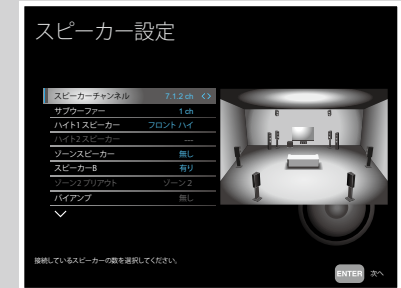 スピーカー設定
スピーカーチャンネル 7.1.2 ch <>
サブウーファー 1 ch
ハイト1 スピーカー フロント ハイ
ハイト2 スピーカー ---
ゾーンスピーカー 無し
スピーカーB 有り
ゾーン2 プリアウト ゾーン 2
バイアンプ 無し
接続しているスピーカーの数を選択してください。
ENTER 次へ